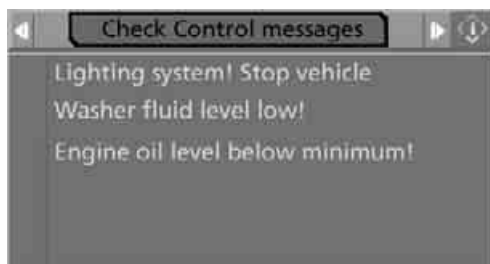 Check Control messages
Lighting system! Stop vehicle
Washer fluid level low!
Engine oil level below minimum!